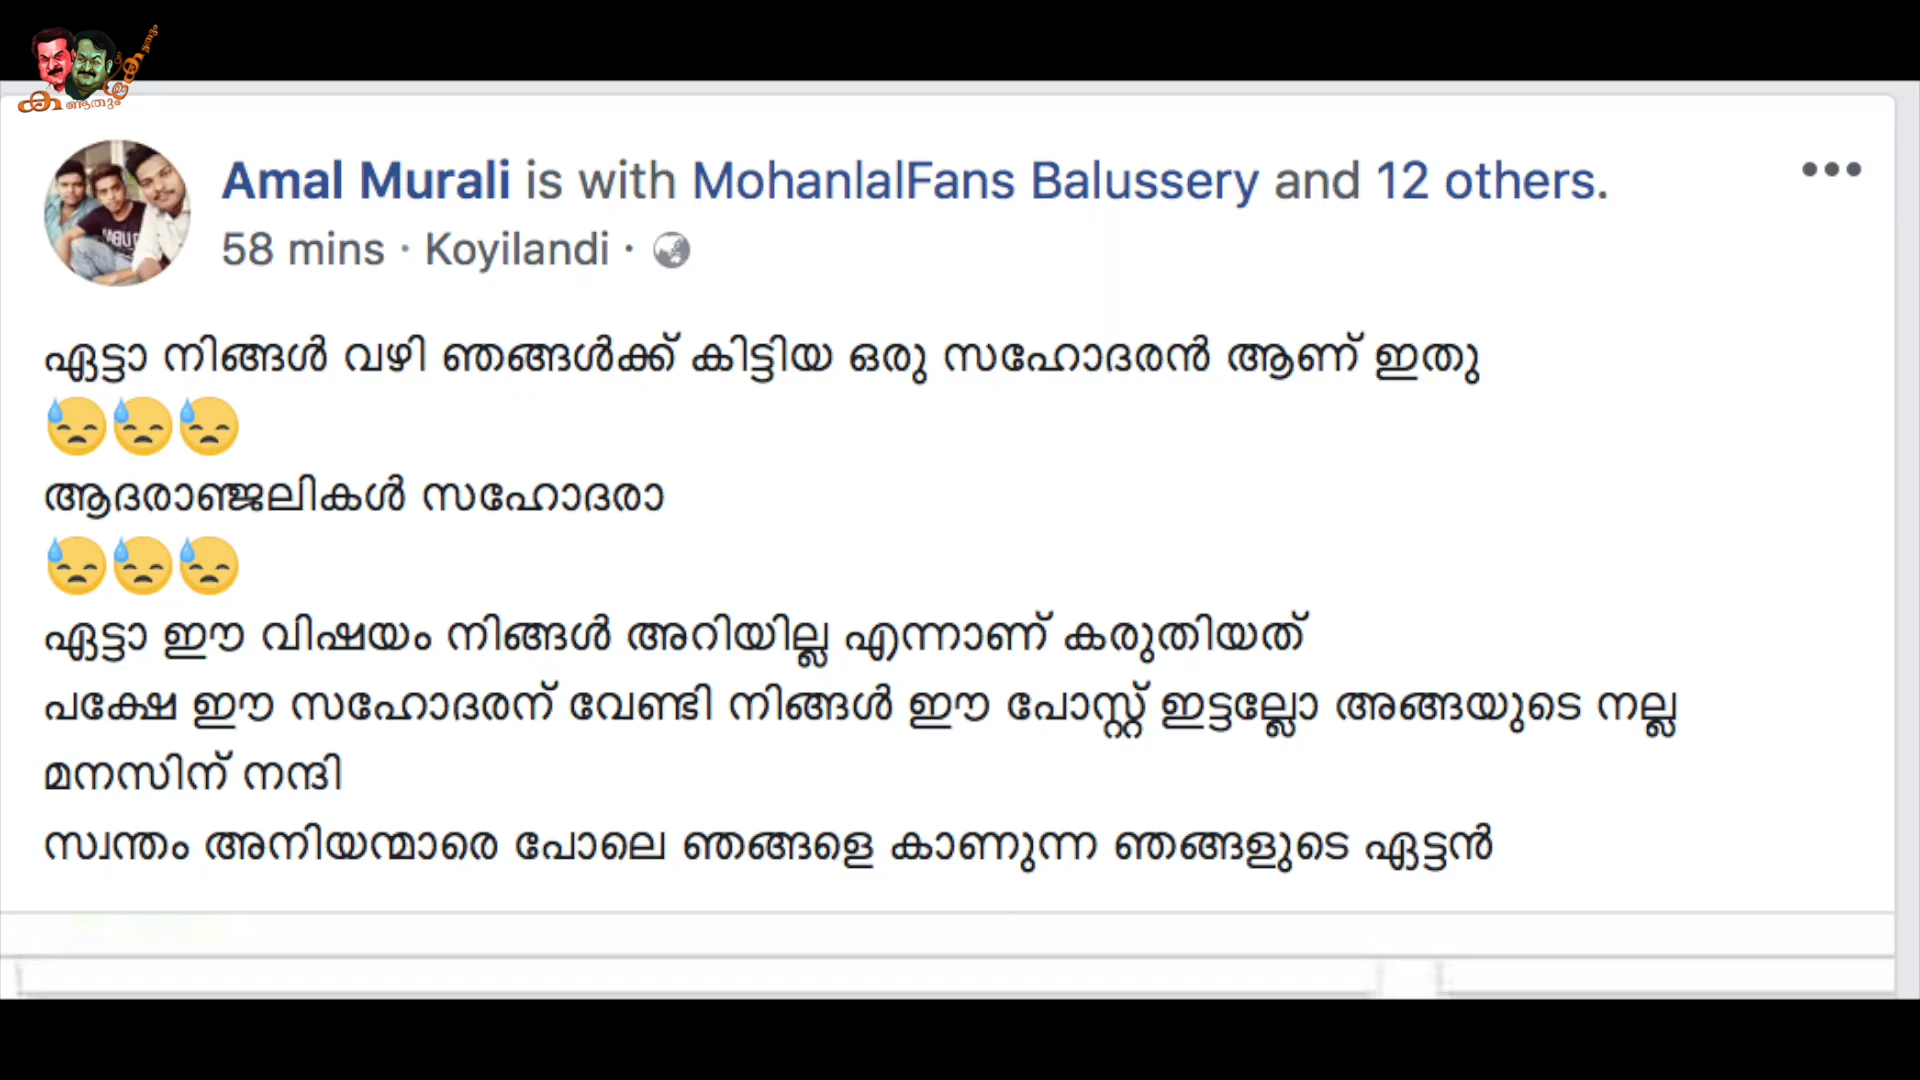 കണ്ടതും
Amal Murali is with MohanlalFans Balussery and 12 others.
58 mins · Koyilandi ·
ഏട്ടാ നിങ്ങൾ വഴി ഞങ്ങൾക്ക് കിട്ടിയ ഒരു സഹോദരൻ ആണ് ഇതു
😓😓😓
ആദരാഞ്ജലികൾ സഹോദരാ
😓😓😓
ഏട്ടാ ഈ വിഷയം നിങ്ങൾ അറിയില്ല എന്നാണ് കരുതിയത്
പക്ഷേ ഈ സഹോദരന് വേണ്ടി നിങ്ങൾ ഈ പോസ്റ്റ് ഇട്ടല്ലോ അങ്ങയുടെ നല്ല
മനസിന് നന്ദി
സ്വന്തം അനിയന്മാരെ പോലെ ഞങ്ങളെ കാണുന്ന ഞങ്ങളുടെ ഏട്ടൻ